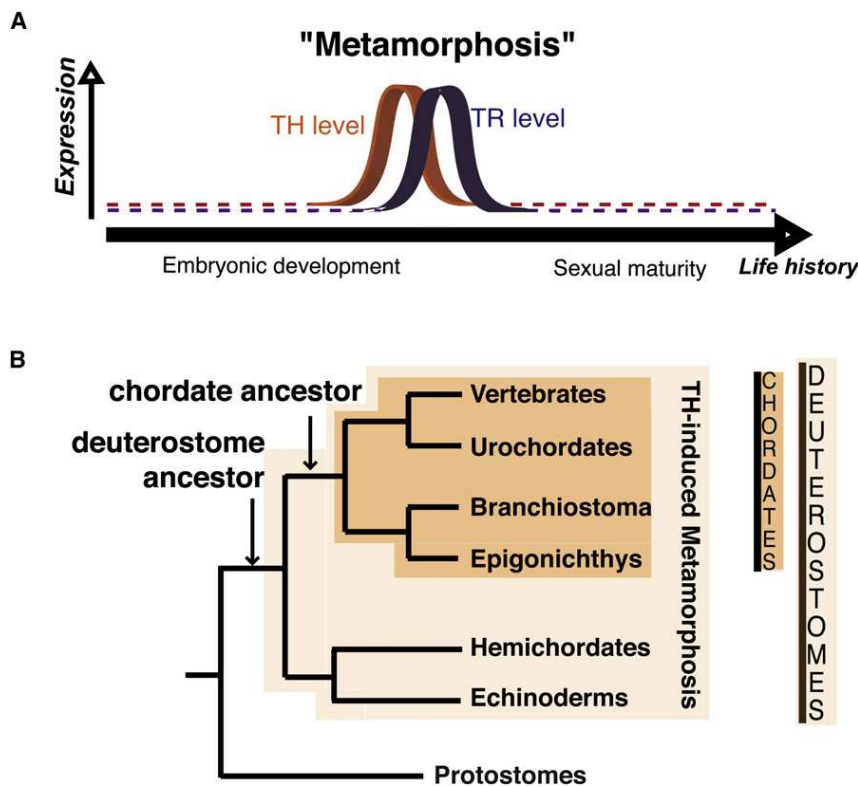 A
"Metamorphosis"
Expression
TH level
TR level
Embryonic development
Sexual maturity
Life history
B
chordate ancestor
deuterostome
ancestor
Vertebrates
Urochordates
Branchiostoma
Epigonichthys
Hemichordates
Echinoderms
Protostomes
TH-induced Metamorphosis
CHORDATES
DEUTEROSTOMES